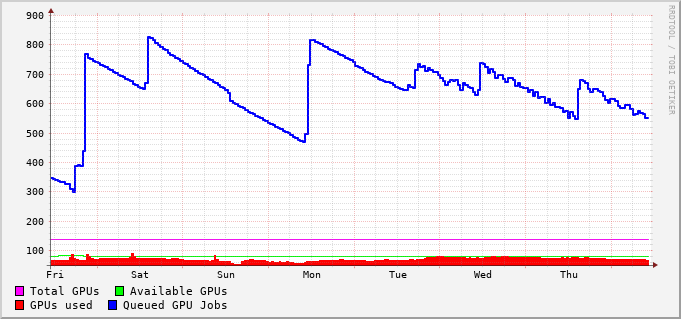 900
800
700
600
500
400
300
200
100
Fri Sat Sun Mon Tue Wed Thu
Total GPUs Available GPUs
GPUs used Queued GPU Jobs
RRDTOOL / TOBI OETIKER